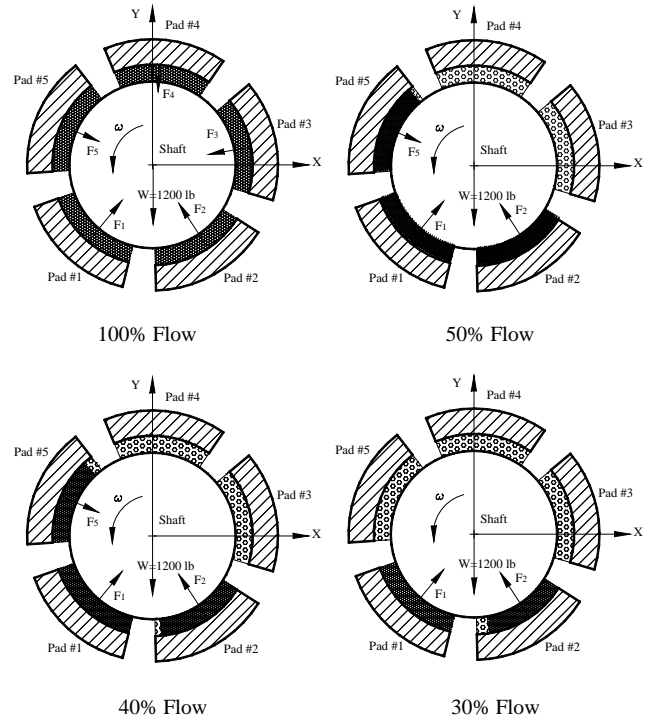 Y
Pad #4
Pad #5
Pad #3
F4
F3
F5
ω
Shaft
X
W=1200 lb
F1
F2
Pad #1
Pad #2
100% Flow
Y
Pad #4
Pad #5
Pad #3
F5
ω
Shaft
X
W=1200 lb
F1
F2
Pad #1
Pad #2
50% Flow
Y
Pad #4
Pad #5
Pad #3
F5
ω
Shaft
X
W=1200 lb
F1
F2
Pad #1
Pad #2
40% Flow
Y
Pad #4
Pad #5
Pad #3
ω
Shaft
X
W=1200 lb
F1
F2
Pad #1
Pad #2
30% Flow